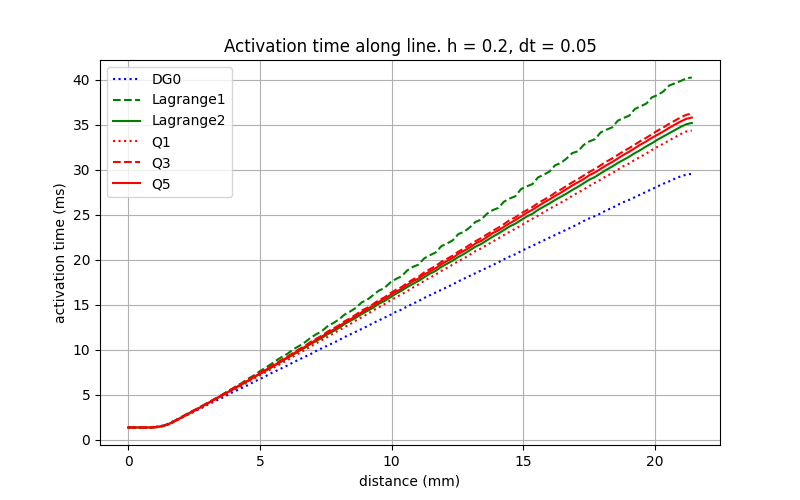 Activation time along line. h = 0.2, dt = 0.05
DG0
Lagrange1
Lagrange2
Q1
Q3
Q5
activation time (ms)
40
35
30
25
20
15
10
5
0
0 5 10 15 20
distance (mm)